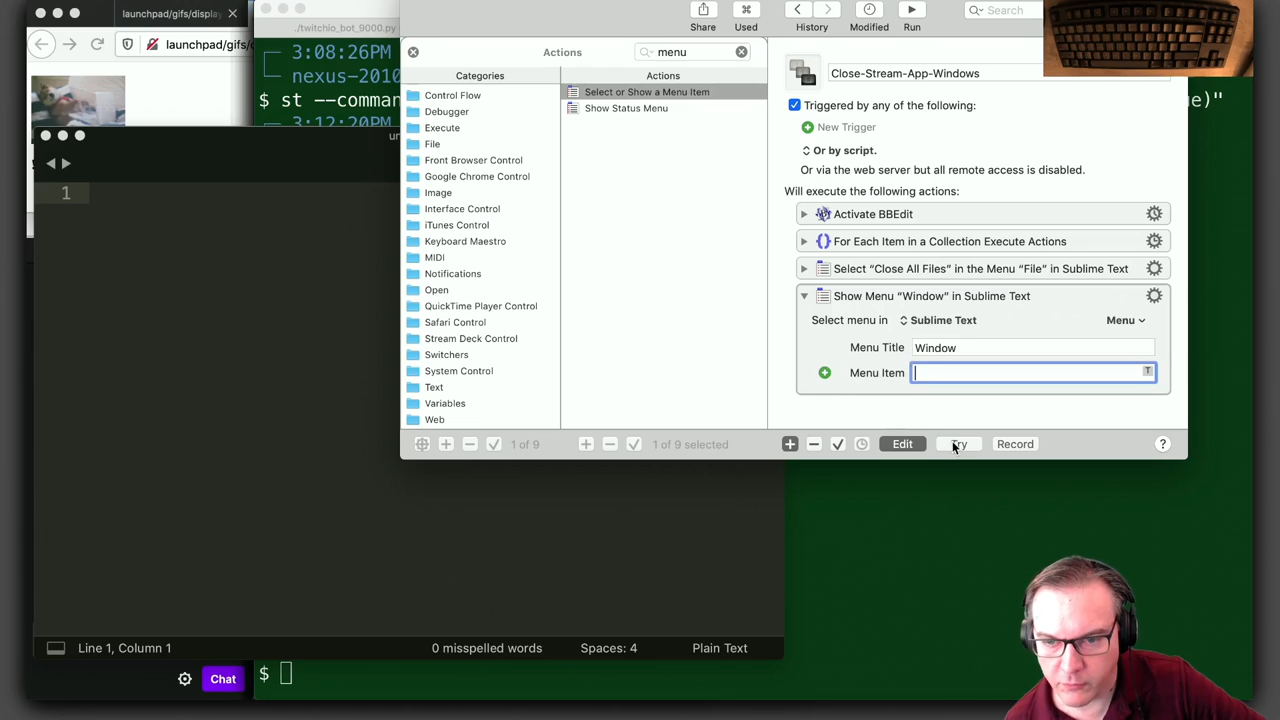 launchpad/gifs/display
launchpad/gifs/d
./twitchio_bot_9000.py
3:08:26PM
nexus-2010
$ st --comman
3:12:20PM
e)"
un
1
Line 1, Column 1
0 misspelled words
Spaces: 4
Plain Text
Chat
$
Share
Used
History
Modified
Run
Search
Actions
menu
Categories
Actions
Control Flow
Debugger
Execute
File
Front Browser Control
Google Chrome Control
Image
Interface Control
iTunes Control
Keyboard Maestro
MIDI
Notifications
Open
QuickTime Player Control
Safari Control
Stream Deck Control
Switchers
System Control
Text
Variables
Web
Select or Show a Menu Item
Show Status Menu
1 of 9
1 of 9 selected
Close-Stream-App-Windows
Triggered by any of the following:
New Trigger
Or by script.
Or via the web server but all remote access is disabled.
Will execute the following actions:
Activate BBEdit
For Each Item in a Collection Execute Actions
Select “Close All Files” in the Menu “File” in Sublime Text
Show Menu “Window” in Sublime Text
Select menu in
Sublime Text
Menu
Menu Title
Window
Menu Item
T
Edit
Try
Record
?